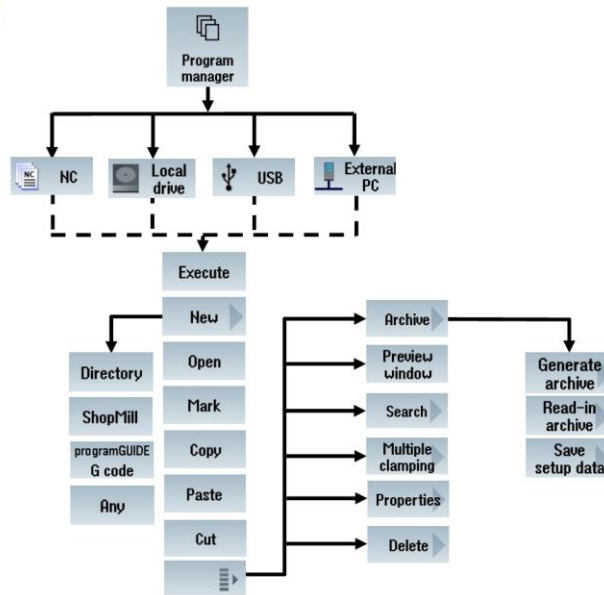 Program
manager
NC
NC
Local
drive
USB
External
PC
Execute
New
Open
Mark
Copy
Paste
Cut
Directory
ShopMill
programGUIDE
G code
Any
Archive
Preview
window
Search
Multiple
clamping
Properties
Delete
Generate
archive
Read-in
archive
Save
setup data